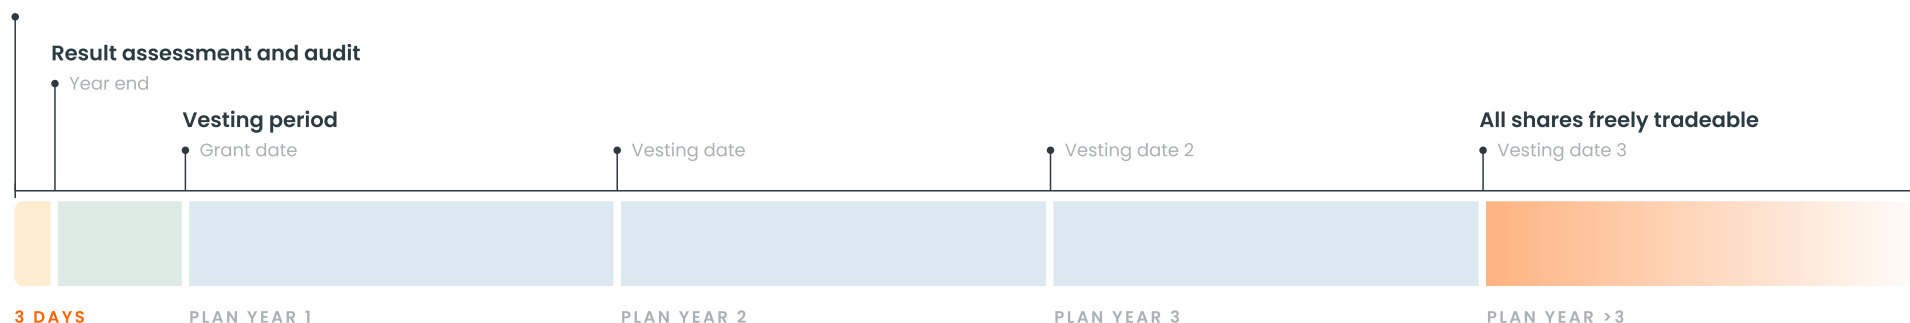 Result assessment and audit
Year end
Vesting period
Grant date
Vesting date
Vesting date 2
All shares freely tradeable
Vesting date 3
3 DAYS
PLAN YEAR 1
PLAN YEAR 2
PLAN YEAR 3
PLAN YEAR >3